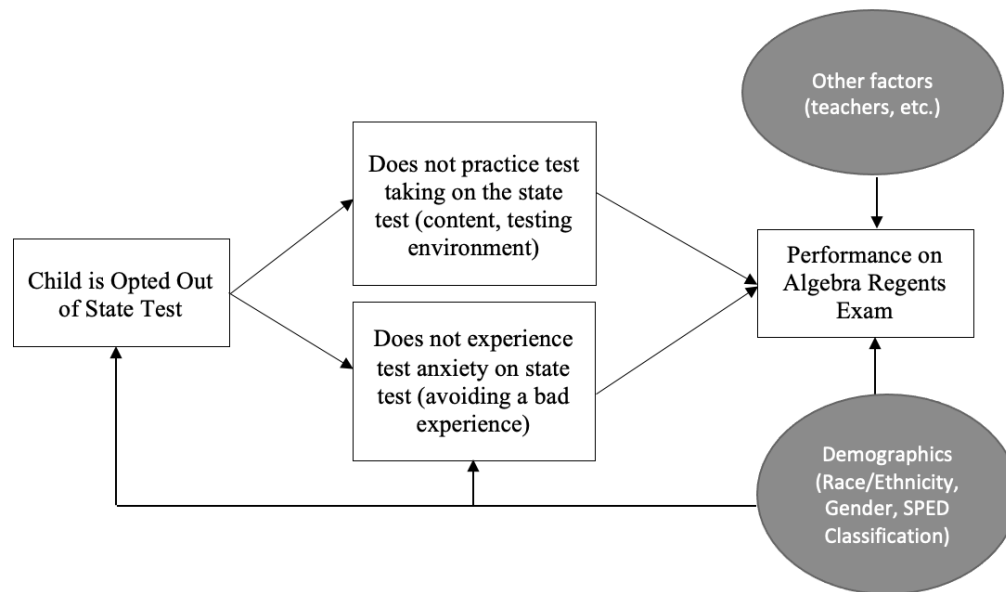 Other factors
(teachers, etc.)
Does not practice test
taking on the state
test (content, testing
environment)
Child is Opted Out
of State Test
Performance on
Algebra Regents
Exam
Does not experience
test anxiety on state
test (avoiding a bad
experience)
Demographics
(Race/Ethnicity,
Gender, SPED
Classification)